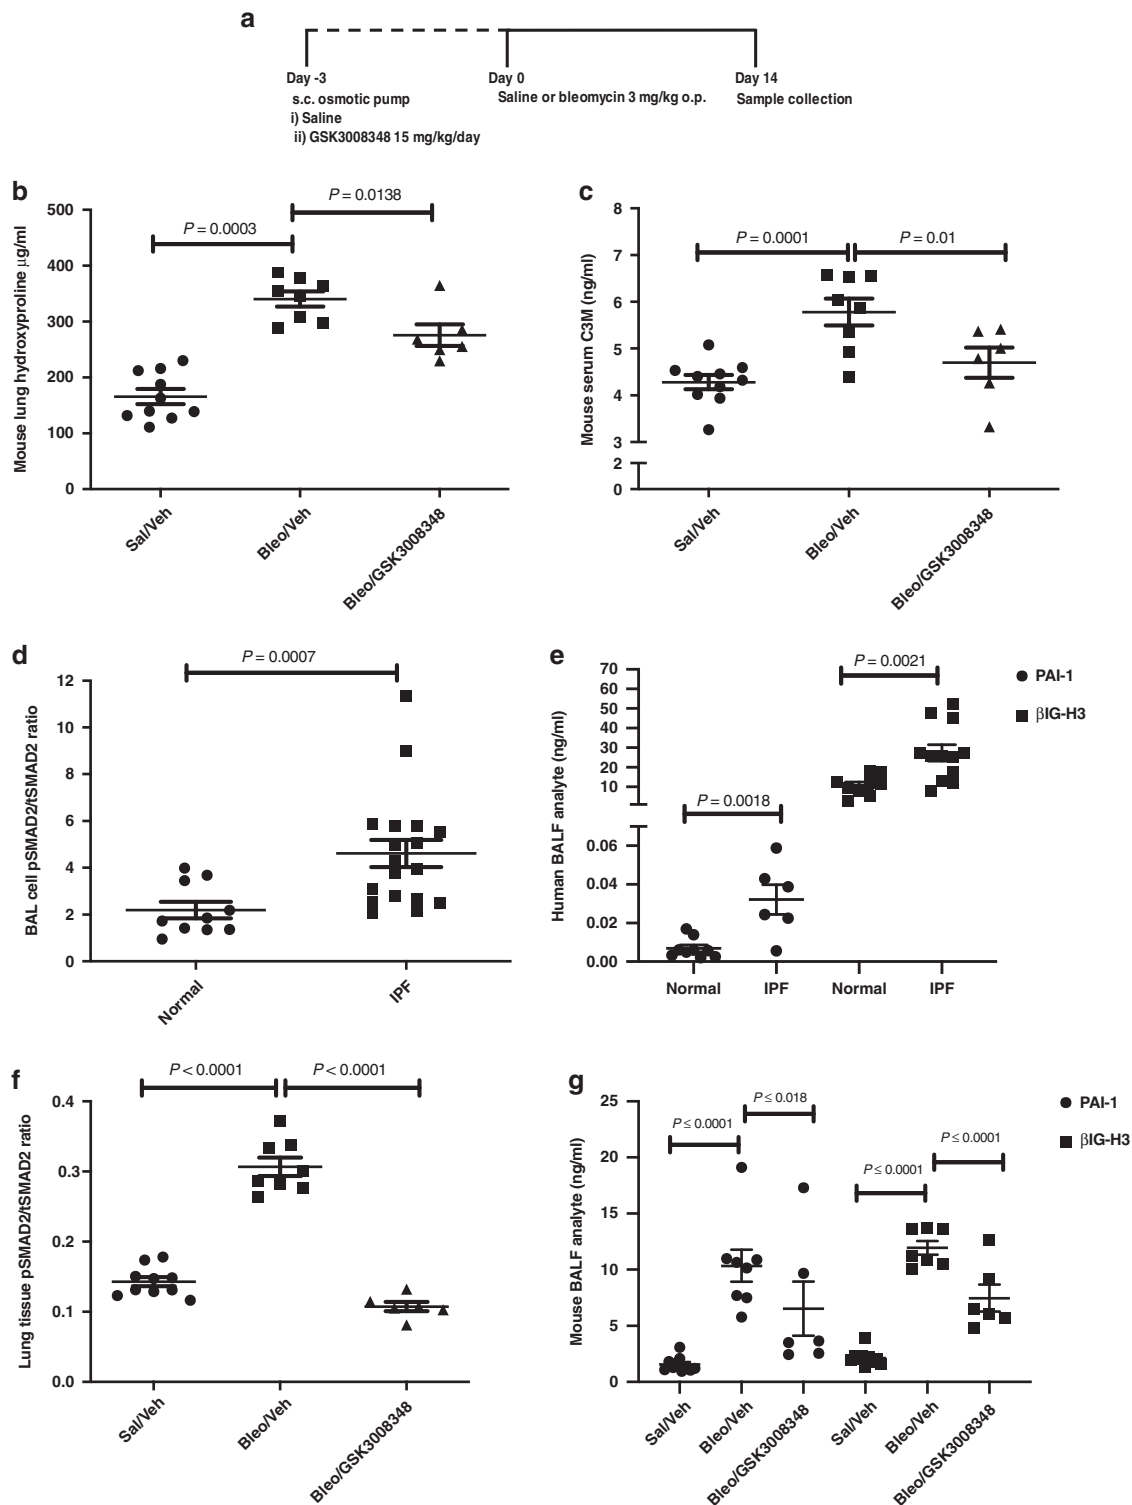 a
Day -3
Day 0
Day 14
s.c. osmotic pump
Saline or bleomycin 3 mg/kg o.p.
Sample collection
i) Saline
ii) GSK3008348 15 mg/kg/day
b
P = 0.0138
P = 0.0003
Mouse lung hydroxyproline μg/ml
500
400
300
200
100
0
Sal/Veh
Bleo/Veh
Bleo/GSK3008348
c
P = 0.0001
P = 0.01
Mouse serum C3M (ng/ml)
8
7
6
5
4
3
2
0
Sal/Veh
Bleo/Veh
Bleo/GSK3008348
d
P = 0.0007
BAL cell pSMAD2/tSMAD2 ratio
12
10
8
6
4
2
0
Normal
IPF
e
P = 0.0021
P = 0.0018
Human BALF analyte (ng/ml)
70
60
50
40
30
20
10
0.06
0.04
0.02
0.00
Normal
IPF
Normal
IPF
PAI-1
βIG-H3
f
P < 0.0001
P < 0.0001
Lung tissue pSMAD2/tSMAD2 ratio
0.4
0.3
0.2
0.1
0.0
Sal/Veh
Bleo/Veh
Bleo/GSK3008348
g
P ≤ 0.018
P ≤ 0.0001
P ≤ 0.0001
P ≤ 0.0001
Mouse BALF analyte (ng/ml)
25
20
15
10
5
0
Sal/Veh
Bleo/Veh
Bleo/GSK3008348
Sal/Veh
Bleo/Veh
Bleo/GSK3008348
PAI-1
βIG-H3